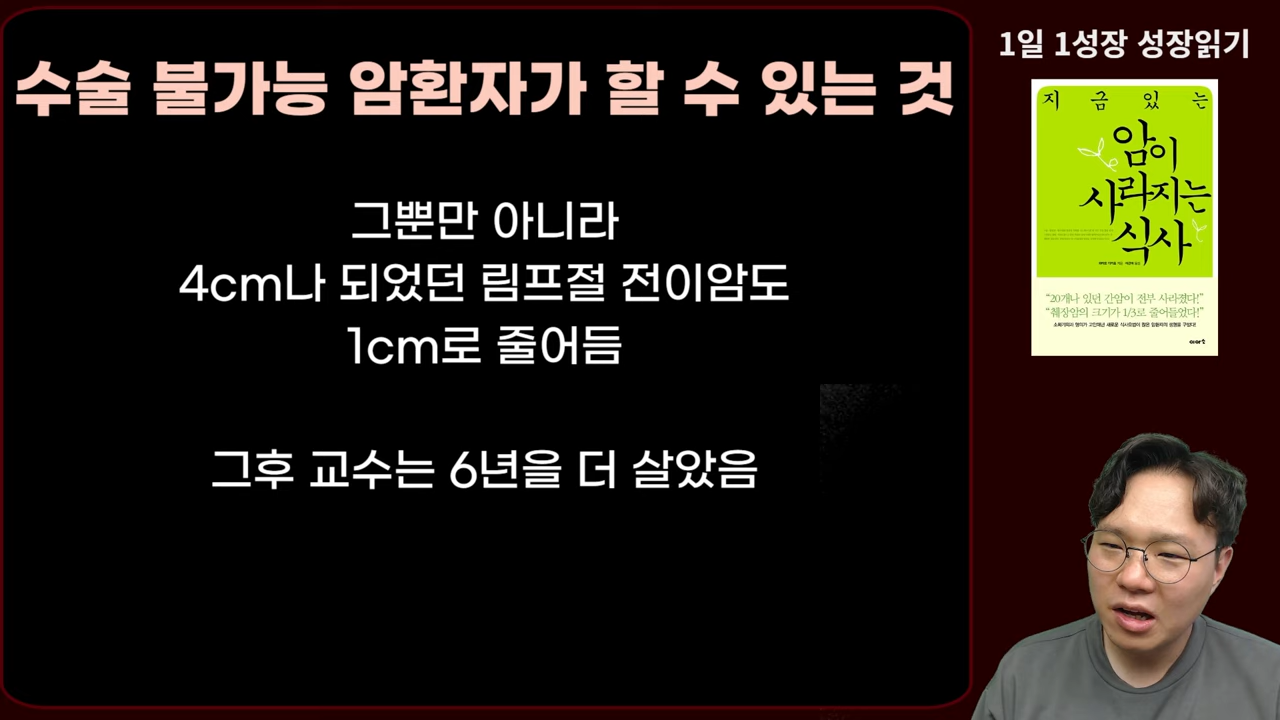 수술 불가능 암환자가 할 수 있는 것
그뿐만 아니라
4cm나 되었던 림프절 전이암도
1cm로 줄어듬
그후 교수는 6년을 더 살았음
1일 1성장 성장읽기
지금있는
암이
사라지는
식사
“20개나 있던 간암이 전부 사라졌다!”
“췌장암의 크기가 1/3로 줄어들었다!”